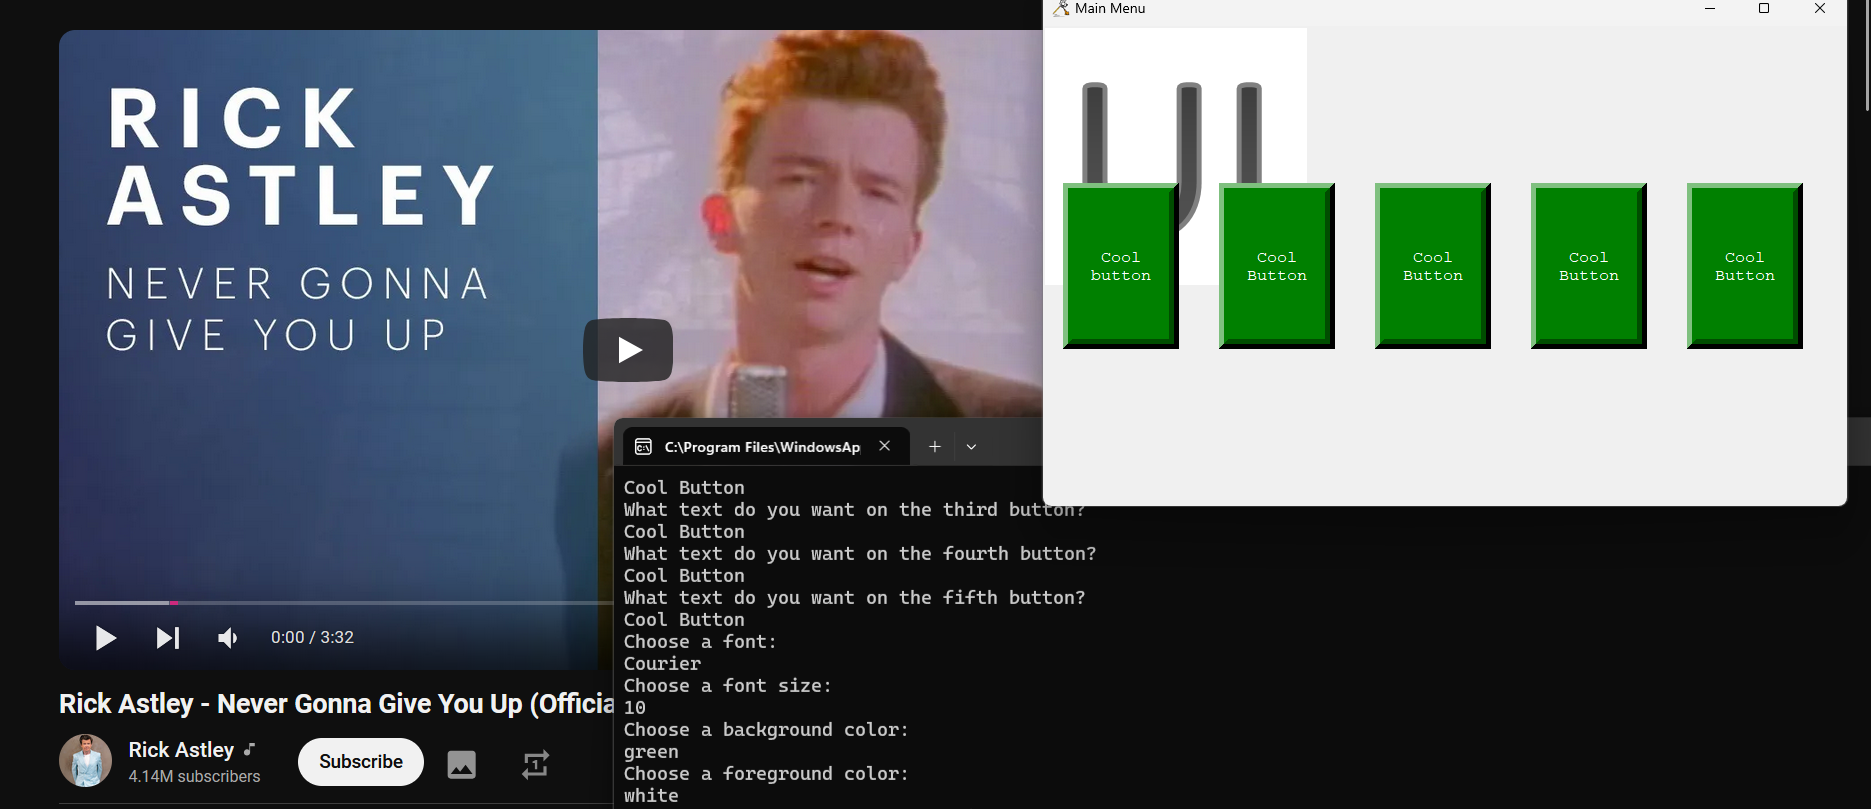 RICK
ASTLEY
NEVER GONNA
GIVE YOU UP
0:00 / 3:32
Rick Astley - Never Gonna Give You Up (Officia
Rick Astley
4.14M subscribers
Subscribe
1
Main Menu
UI
Cool
button
Cool
Button
Cool
Button
Cool
Button
Cool
Button
C:\Program Files\WindowsAp
Cool Button
What text do you want on the third button?
Cool Button
What text do you want on the fourth button?
Cool Button
What text do you want on the fifth button?
Cool Button
Choose a font:
Courier
Choose a font size:
10
Choose a background color:
green
Choose a foreground color:
white